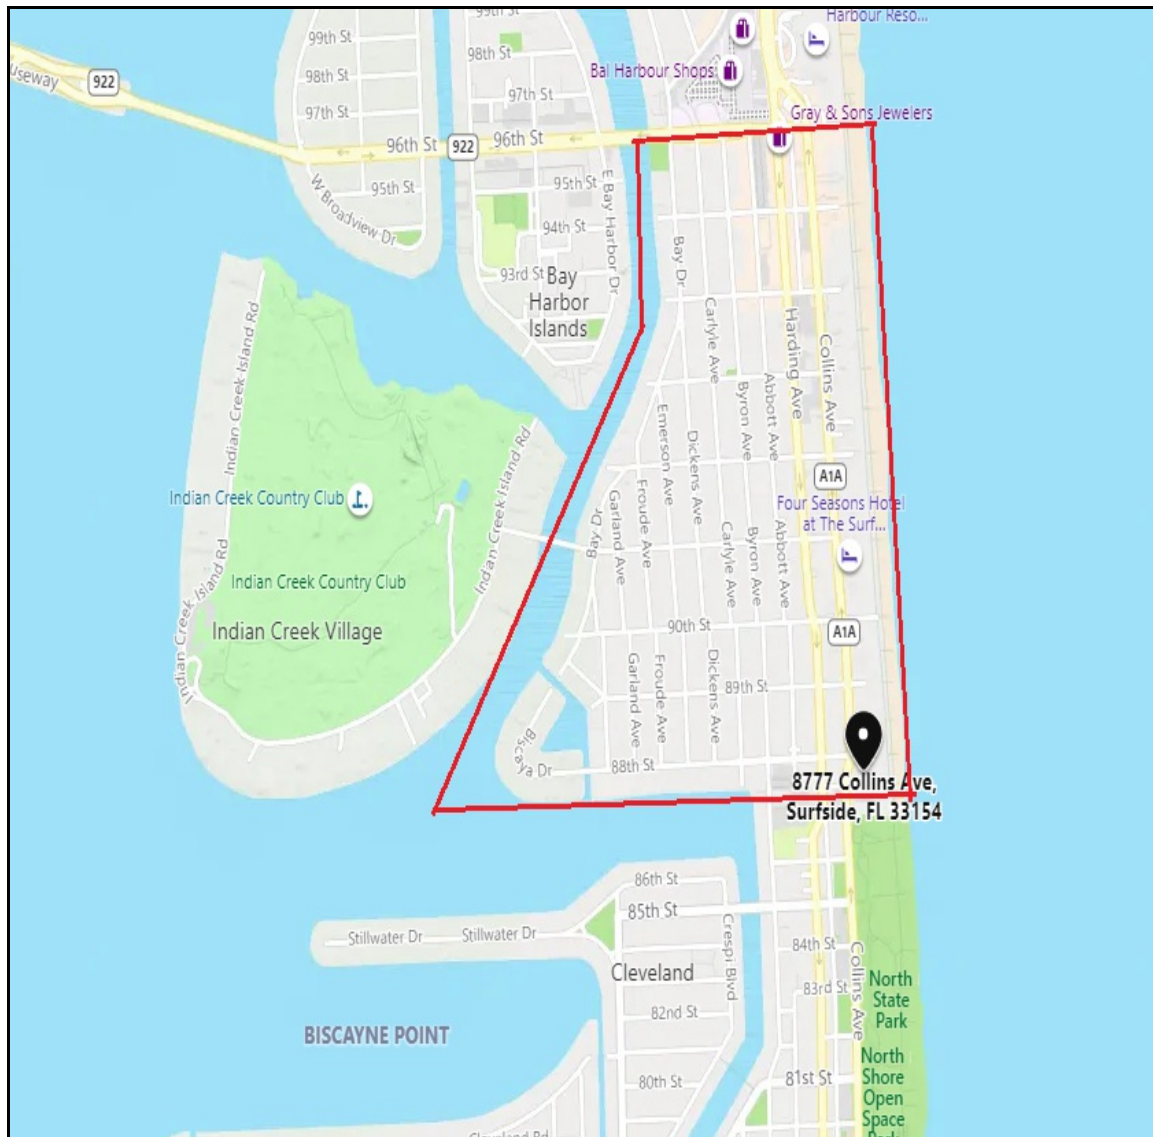 99th St
Harbour Reso...
99th St
98th St
Bal Harbour Shops
98th St
useway
922
97th St
97th St
Gray & Sons Jewelers
96th St
922
96th St
95th St
95th St
W Broadview Dr
E Bay Harbor Dr
94th St
93rd St
Bay
Harbor
Islands
Bay Dr
Carlyle Ave
Harding Ave
Collins Ave
Indian Creek Island Rd
Indian Creek Island Rd
Byron Ave
Abbott Ave
Emerson Ave
Dickens Ave
Indian Creek Island Rd
A1A
Indian Creek Country Club
Four Seasons Hotel
at The Surf...
Garland Ave
Froude Ave
Bay Dr
Carlyle Ave
Byron Ave
Abbott Ave
Indian Creek Country Club
Indian Creek Village
Indian Creek Island Rd
90th St
A1A
Garland Ave
Froude Ave
Dickens Ave
89th St
Biscaya Dr
88th St
8777 Collins Ave,
Surfside, FL 33154
86th St
85th St
Stillwater Dr
Stillwater Dr
Crespi Blvd
84th St
Collins Ave
Cleveland
83rd St
North
State
Park
82nd St
BISCAYNE POINT
80th St
81st St
North
Shore
Open
Space
Park
Cleveland Rd